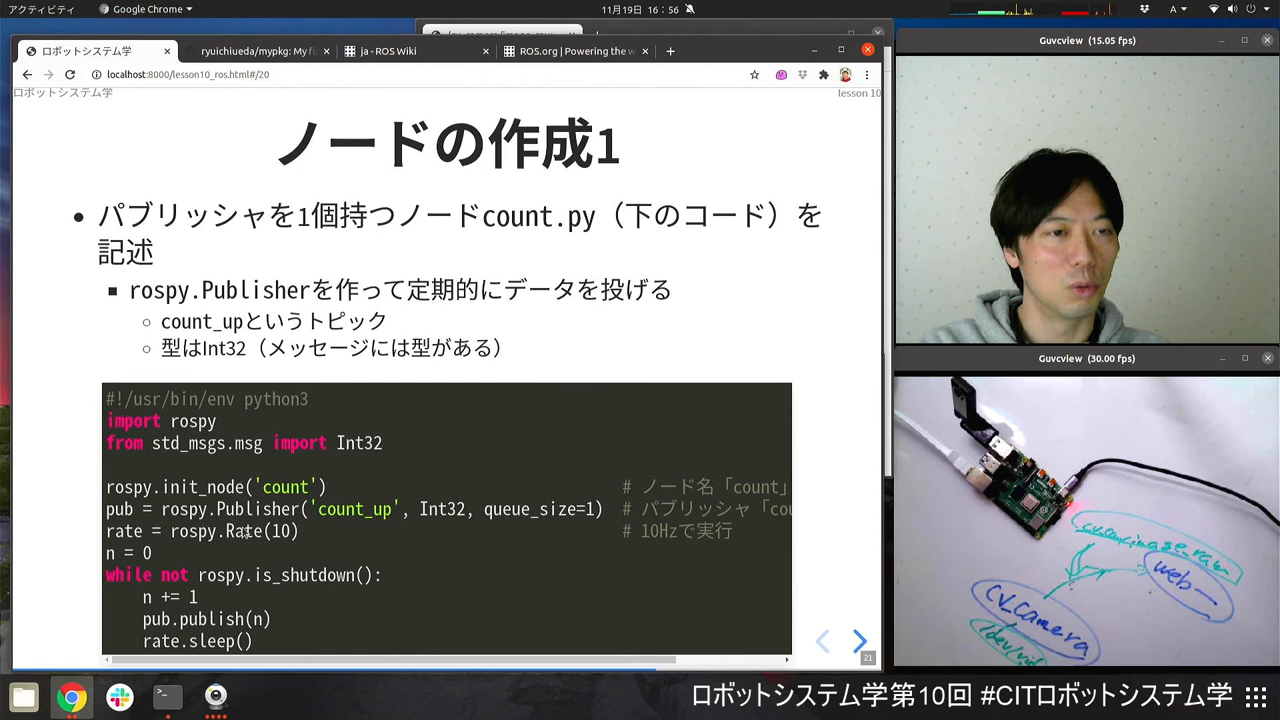 アクティビティ
Google Chrome
11月19日 16:56
A
ロボットシステム学
ryuichiueda/mypkg: My fi
ja - ROS Wiki
ROS.org | Powering the w
localhost:8000/lesson10_ros.html#/20
ロボットシステム学
lesson 10
ノードの作成1
パブリッシャを1個持つノードcount.py（下のコード）を
記述
rospy.Publisherを作って定期的にデータを投げる
count_upというトピック
型はInt32（メッセージには型がある）
#!/usr/bin/env python3
import rospy
from std_msgs.msg import Int32
rospy.init_node('count') # ノード名「count」
pub = rospy.Publisher('count_up', Int32, queue_size=1) # パブリッシャ「cou
rate = rospy.Rate(10) # 10Hzで実行
n = 0
while not rospy.is_shutdown():
n += 1
pub.publish(n)
rate.sleep()
21
Guvcview (15.05 fps)
Guvcview (30.00 fps)
web
cv_camera
ロボットシステム学第10回 #CITロボットシステム学